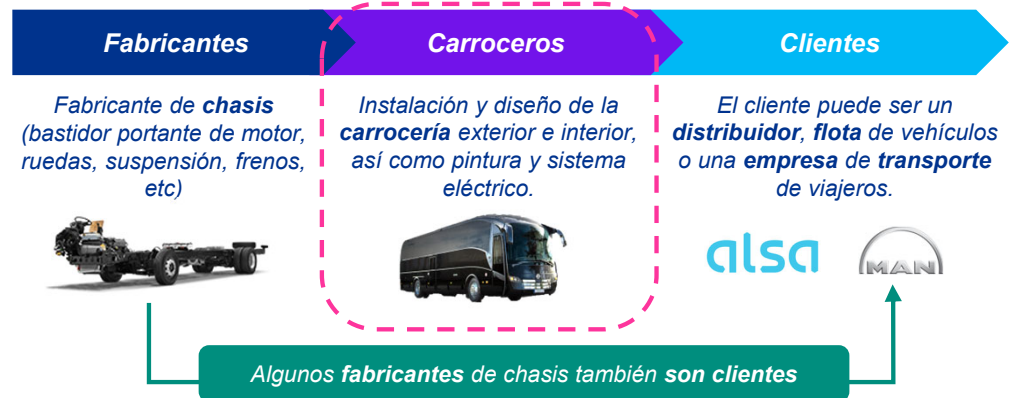 Fabricantes
Carroceros
Clientes
Fabricante de chasis
(bastidor portante de motor,
ruedas, suspensión, frenos,
etc)
Instalación y diseño de la
carrocería exterior e interior,
así como pintura y sistema
eléctrico.
El cliente puede ser un
distribuidor, flota de vehículos
o una empresa de transporte
de viajeros.
alsa
MAN
Algunos fabricantes de chasis también son clientes